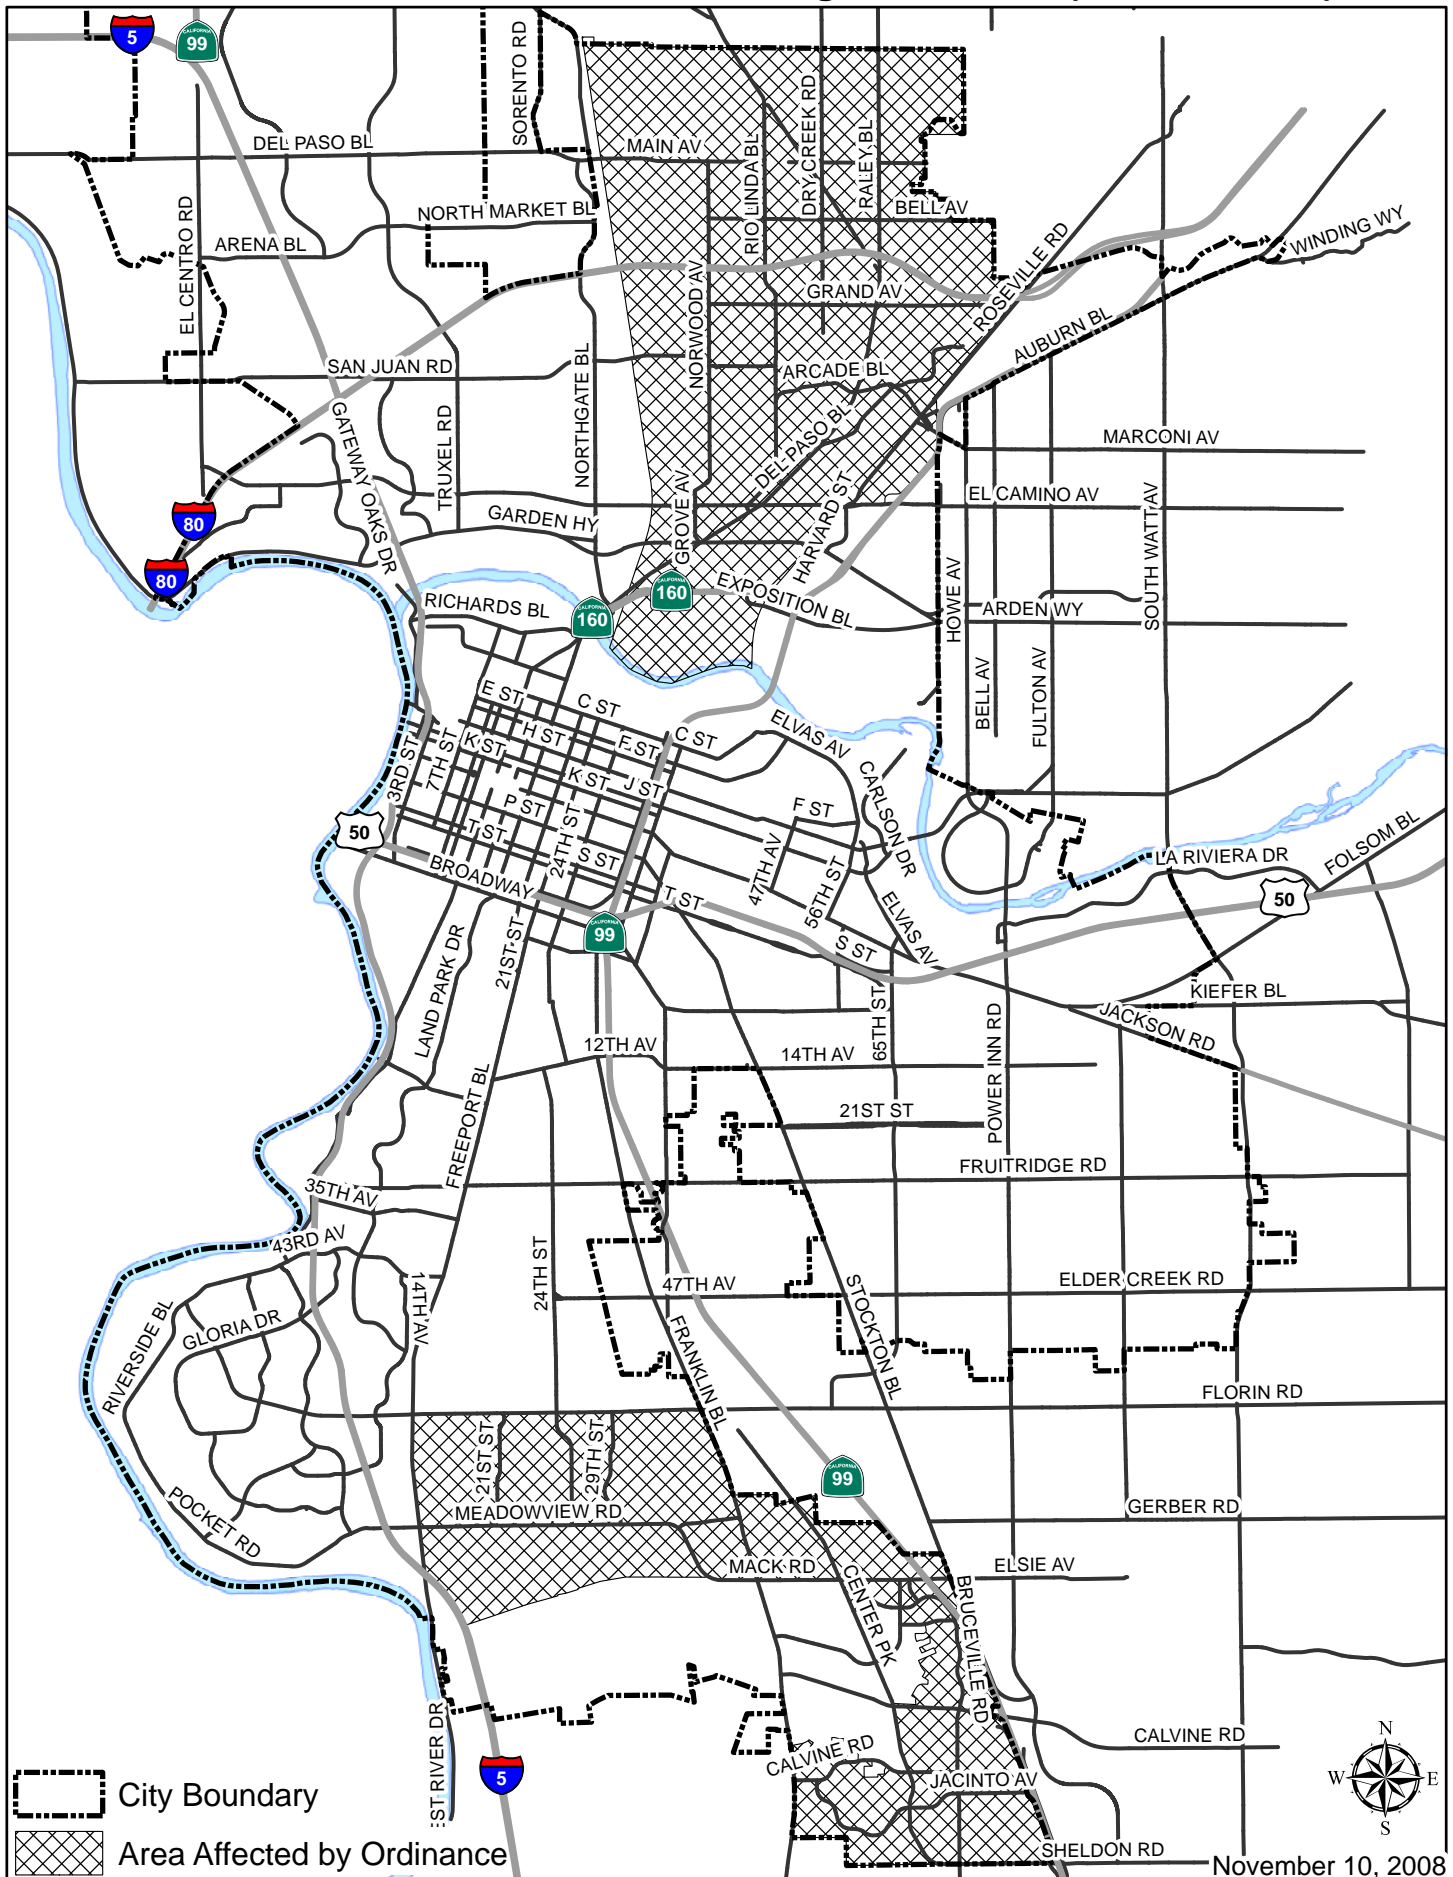 5
CALIFORNIA
99
SORENTO RD
DEL PASO BL
MAIN AV
RIO LINDA BL
DRY CREEK RD
RALEY BL
EL CENTRO RD
NORTH MARKET BL
BELL AV
ARENA BL
WINDING WY
ROSEVILLE RD
NORWOOD AV
GRAND AV
AUBURN BL
SAN JUAN RD
NORTHGATE BL
ARCADE BL
GATEWAY OAKS DR
TRUXEL RD
DEL PASO BL
MARCONI AV
GROVE AV
HARVARD ST
EL CAMINO AV
SOUTH WATT AV
80
GARDEN HY
80
RICHARDS BL
CALIFORNIA
160
CALIFORNIA
160
EXPOSITION BL
HOWE AV
ARDEN WY
BELL AV
FULTON AV
E ST
C ST
H ST
F ST
C ST
ELVAS AV
3RD ST
7TH ST
K ST
K ST
J ST
CARLSON DR
P ST
F ST
50
T ST
24TH ST
S ST
47TH AV
56TH ST
BROADWAY
LA RIVIERA DR
FOLSOM BL
50
T ST
ELVAS AV
CALIFORNIA
99
S ST
LAND PARK DR
21ST ST
KIEFER BL
JACKSON RD
65TH ST
POWER INN RD
12TH AV
14TH AV
21ST ST
FREEPORT BL
FRUITRIDGE RD
35TH AV
43RD AV
24TH ST
47TH AV
ELDER CREEK RD
14TH AV
STOCKTON BL
RIVERSIDE BL
GLORIA DR
FRANKLIN BL
FLORIN RD
21ST ST
29TH ST
CALIFORNIA
99
POCKET RD
MEADOWVIEW RD
GERBER RD
MACK RD
CENTER PK
ELSIE AV
BRUCEVILLE RD
ST RIVER DR
CALVINE RD
CALVINE RD
JACINTO AV
5
SHELDON RD
N
W
E
S
City Boundary
Area Affected by Ordinance
November 10, 2008